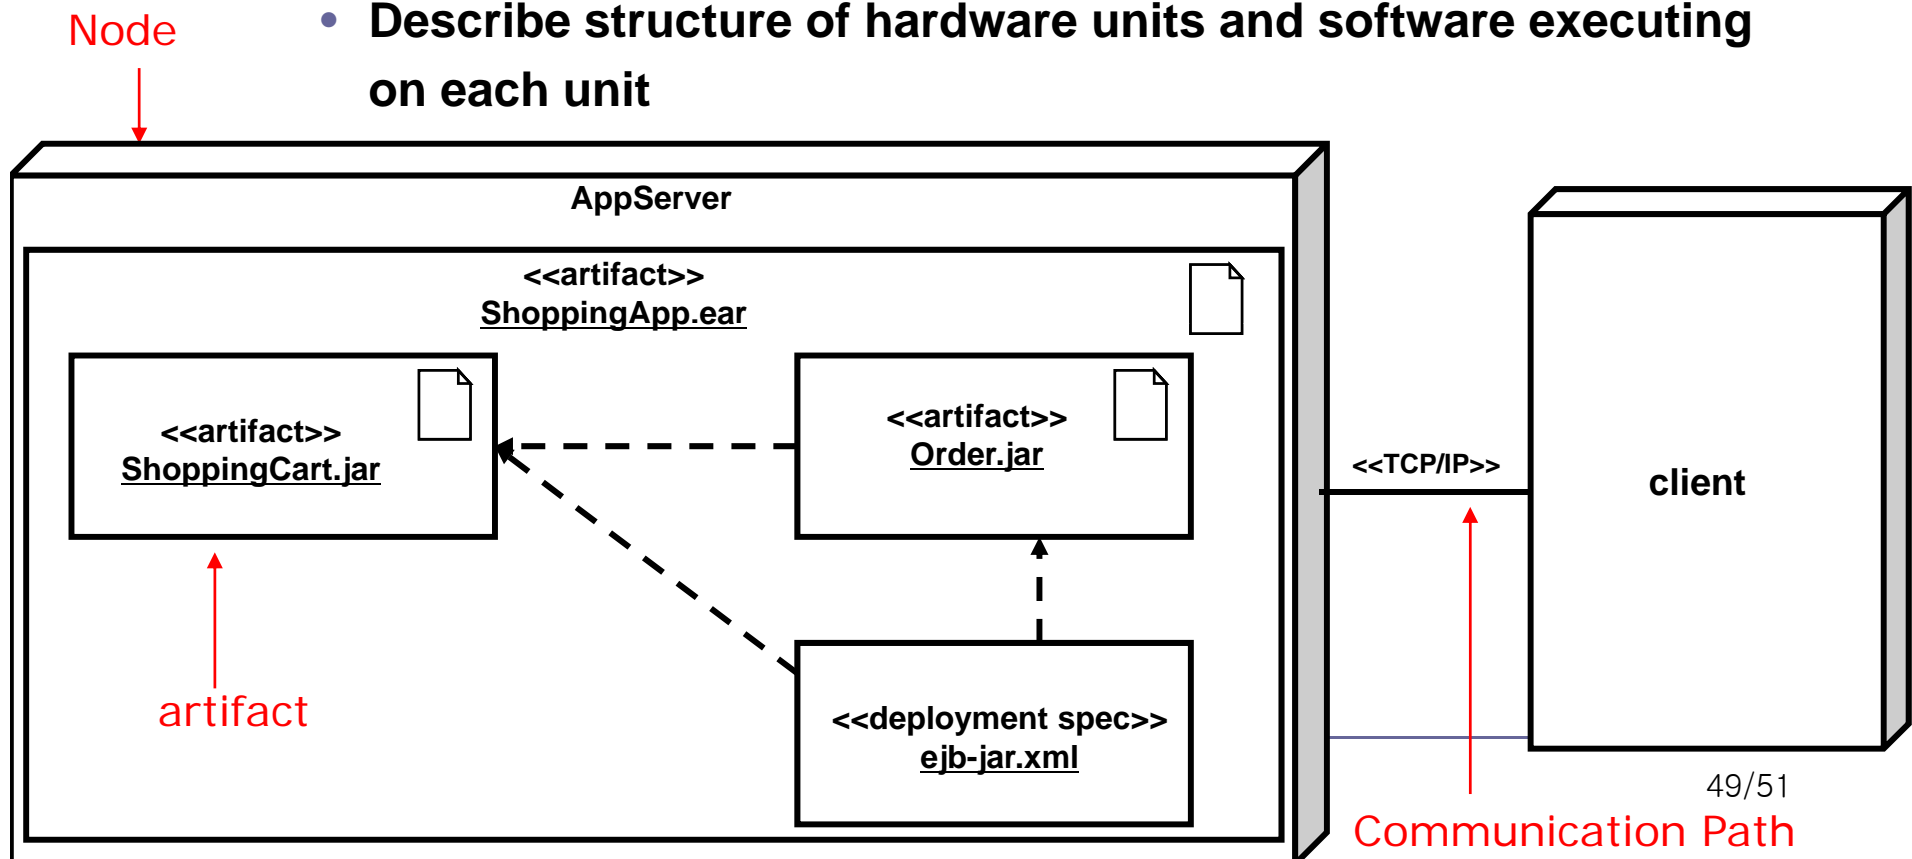 Node
• Describe structure of hardware units and software executing
on each unit
AppServer
<<artifact>>
ShoppingApp.ear
<<artifact>>
ShoppingCart.jar
<<artifact>>
Order.jar
<<TCP/IP>>
client
artifact
<<deployment spec>>
ejb-jar.xml
49/51
Communication Path